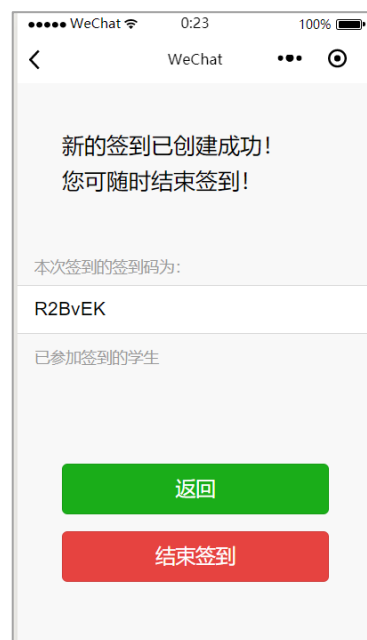 WeChat 0:23 100%
WeChat
新的签到已创建成功！
您可随时结束签到！
本次签到的签到码为：
R2BvEK
已参加签到的学生
返回
结束签到